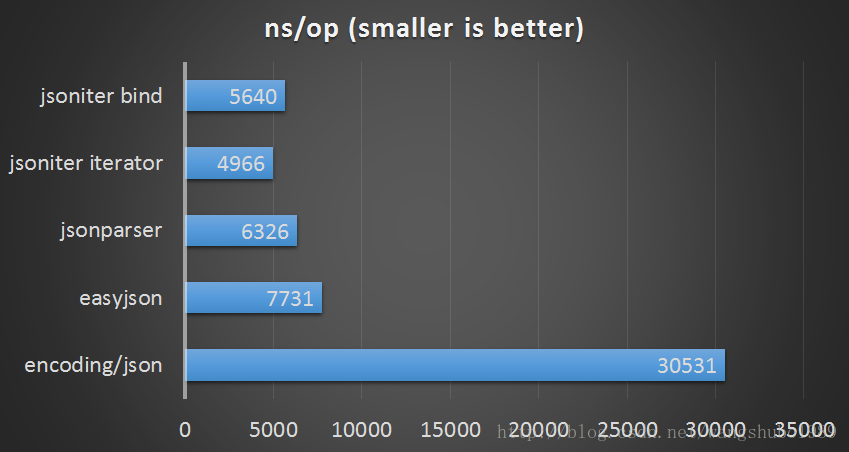 ns/op (smaller is better)
jsoniter bind 5640
jsoniter iterator 4966
jsonparser 6326
easyjson 7731
encoding/json 30531
0 5000 10000 15000 20000 25000 30000 35000